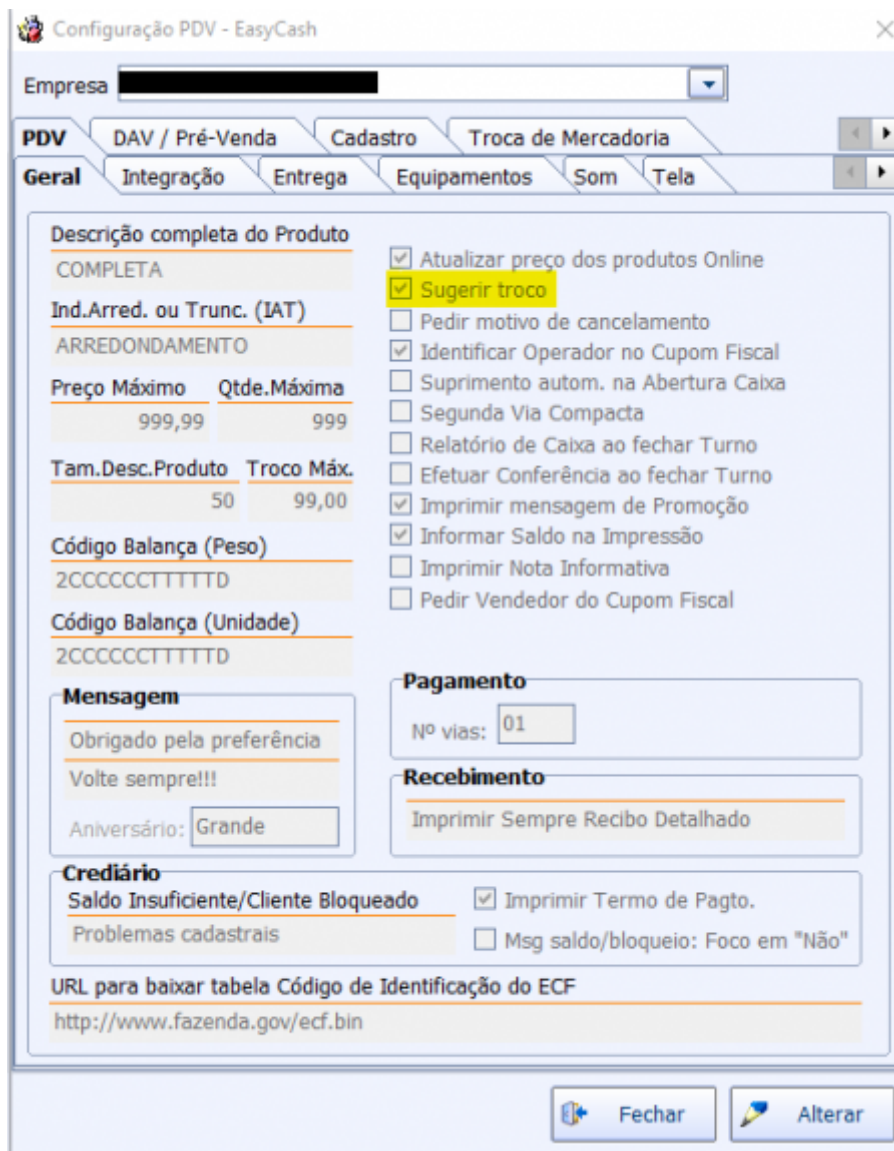 Configuração PDV - EasyCash
Empresa
PDV DAV / Pré-Venda Cadastro Troca de Mercadoria
Geral Integração Entrega Equipamentos Som Tela
Descrição completa do Produto
COMPLETA
Ind.Arred. ou Trunc. (IAT)
ARREDONDAMENTO
Preço Máximo Qtde.Máxima
999,99 999
Tam.Desc.Produto Troco Máx.
50 99,00
Código Balança (Peso)
2CCCCCCTTTTTD
Código Balança (Unidade)
2CCCCCCTTTTTD
Atualizar preço dos produtos Online
Sugerir troco
Pedir motivo de cancelamento
Identificar Operador no Cupom Fiscal
Suprimento autom. na Abertura Caixa
Segunda Via Compacta
Relatório de Caixa ao fechar Turno
Efetuar Conferência ao fechar Turno
Imprimir mensagem de Promoção
Informar Saldo na Impressão
Imprimir Nota Informativa
Pedir Vendedor do Cupom Fiscal
Mensagem
Obrigado pela preferência
Volte sempre!!!
Aniversário: Grande
Pagamento
Nº vias: 01
Recebimento
Imprimir Sempre Recibo Detalhado
Crediário
Saldo Insuficiente/Cliente Bloqueado
Problemas cadastrais
Imprimir Termo de Pagto.
Msg saldo/bloqueio: Foco em "Não"
URL para baixar tabela Código de Identificação do ECF
http://www.fazenda.gov/ecf.bin
Fechar Alterar